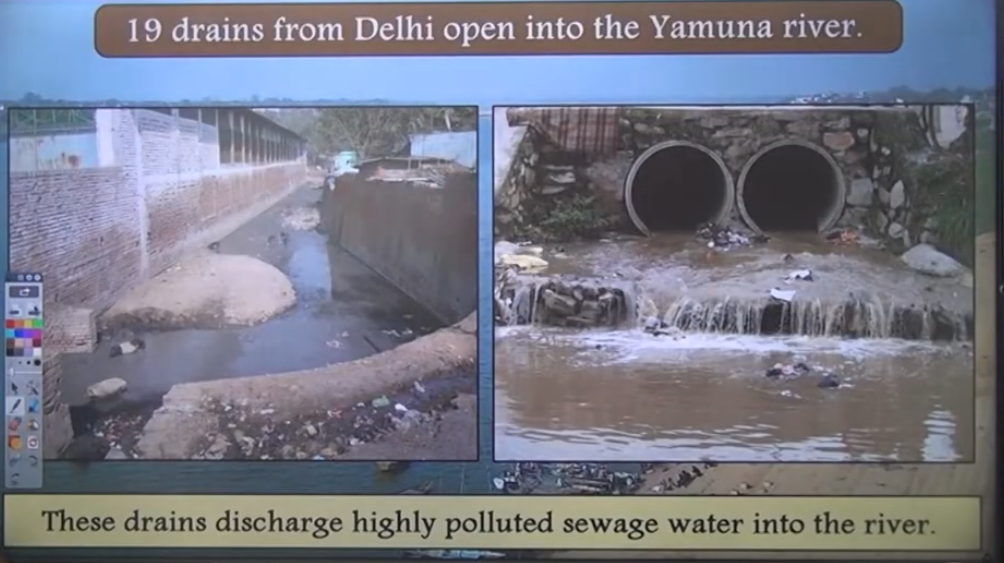 19 drains from Delhi open into the Yamuna river.
These drains discharge highly polluted sewage water into the river.